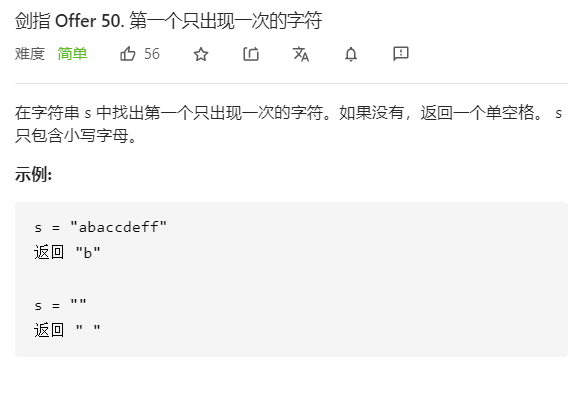 剑指 Offer 50. 第一个只出现一次的字符
难度 简单 56
在字符串 s 中找出第一个只出现一次的字符。如果没有，返回一个单空格。 s
只包含小写字母。
示例:
s = "abaccdeff"
返回 "b"
s = ""
返回 " "